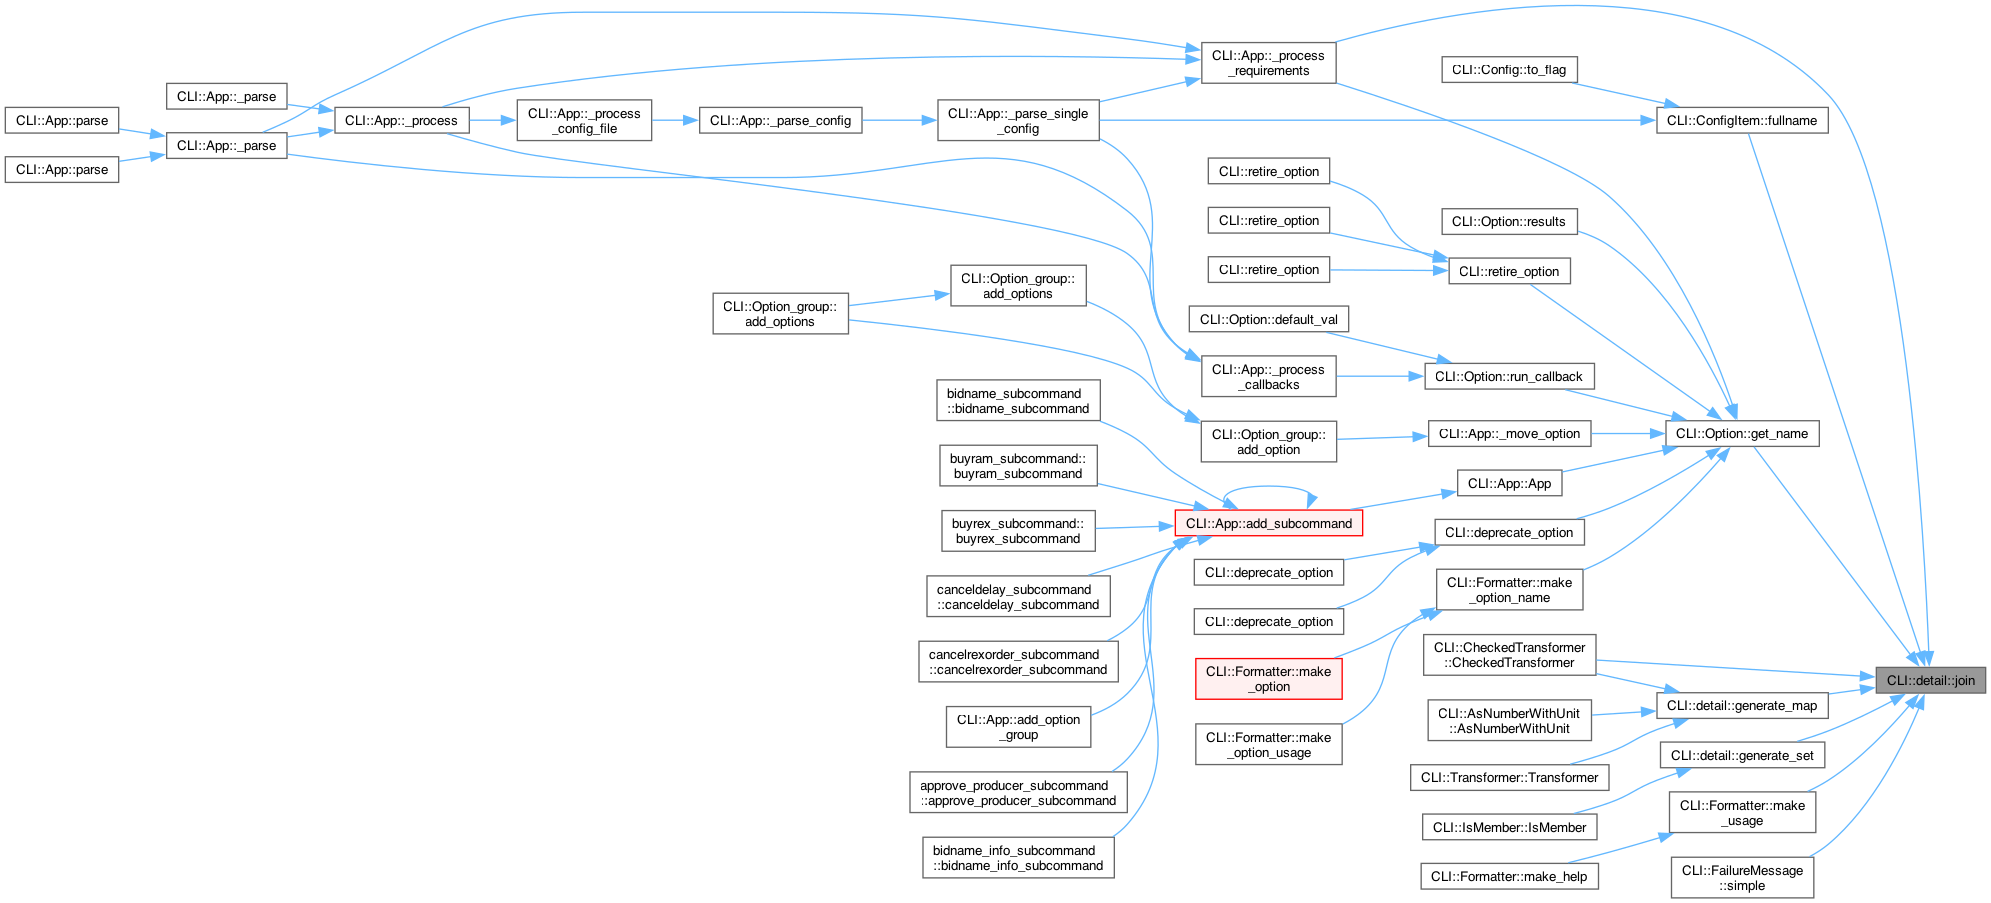 CLI::App::_process
_requirements
CLI::Config::to_flag
CLI::App::_parse
CLI::App::parse
CLI::App::_process
CLI::App::_process
_config_file
CLI::App::_parse_config
CLI::App::_parse_single
_config
CLI::ConfigItem::fullname
CLI::App::_parse
CLI::App::parse
CLI::retire_option
CLI::retire_option
CLI::Option::results
CLI::retire_option
CLI::retire_option
CLI::Option_group::
add_options
CLI::Option_group::
add_options
CLI::Option::default_val
CLI::App::_process
_callbacks
CLI::Option::run_callback
bidname_subcommand
::bidname_subcommand
CLI::Option_group::
add_option
CLI::App::_move_option
CLI::Option::get_name
buyram_subcommand::
buyram_subcommand
CLI::App::App
buyrex_subcommand::
buyrex_subcommand
CLI::App::add_subcommand
CLI::deprecate_option
CLI::deprecate_option
canceldelay_subcommand
::canceldelay_subcommand
CLI::Formatter::make
_option_name
CLI::deprecate_option
cancelrexorder_subcommand
::cancelrexorder_subcommand
CLI::CheckedTransformer
::CheckedTransformer
CLI::Formatter::make
_option
CLI::detail::join
CLI::App::add_option
_group
CLI::AsNumberWithUnit
::AsNumberWithUnit
CLI::detail::generate_map
CLI::Formatter::make
_option_usage
CLI::detail::generate_set
approve_producer_subcommand
::approve_producer_subcommand
CLI::Transformer::Transformer
CLI::Formatter::make
_usage
CLI::IsMember::IsMember
bidname_info_subcommand
::bidname_info_subcommand
CLI::Formatter::make_help
CLI::FailureMessage
::simple